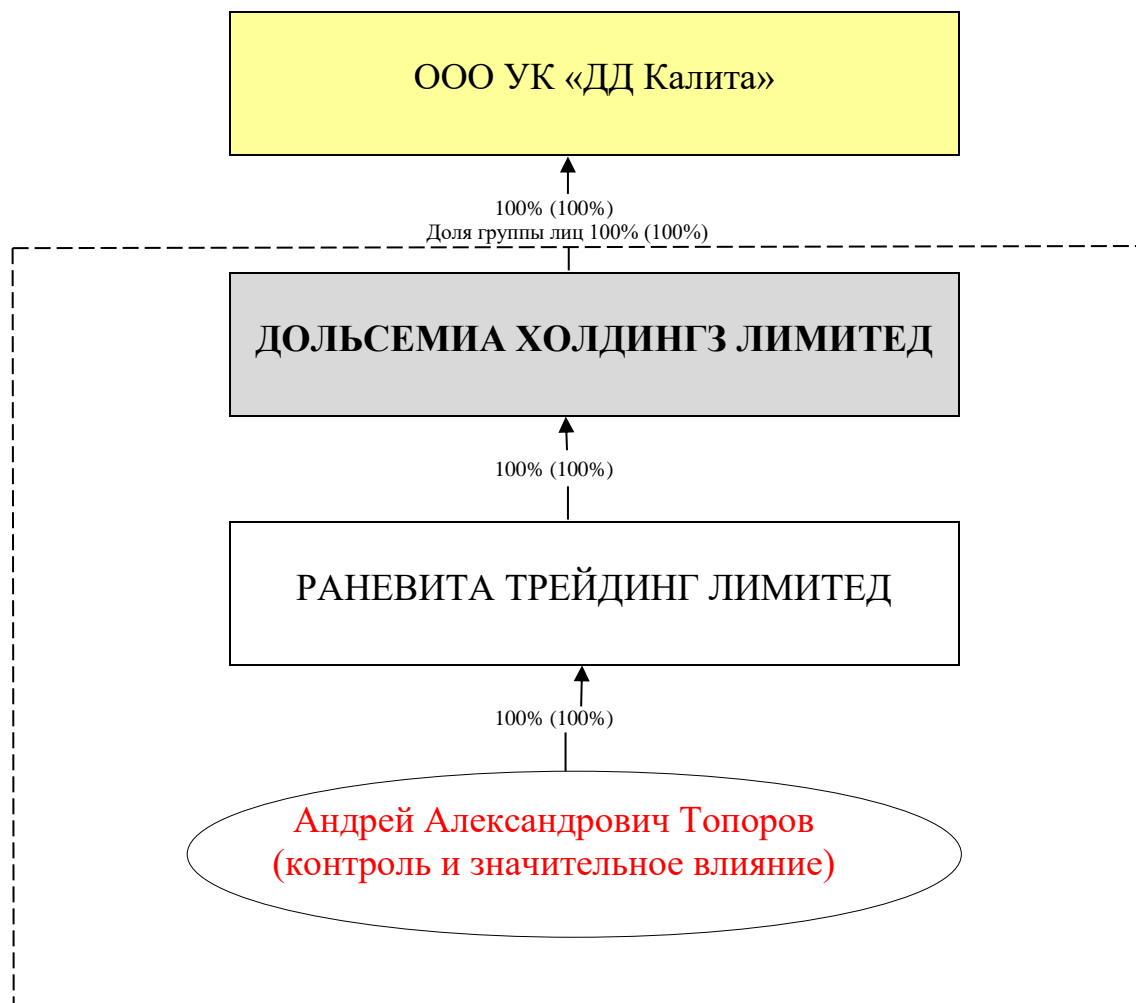 ООО УК «ДД Калита»
100% (100%)
Доля группы лиц 100% (100%)
ДОЛЬСЕМИА ХОЛДИНГЗ ЛИМИТЕД
100% (100%)
РАНЕВИТА ТРЕЙДИНГ ЛИМИТЕД
100% (100%)
Андрей Александрович Топоров
(контроль и значительное влияние)